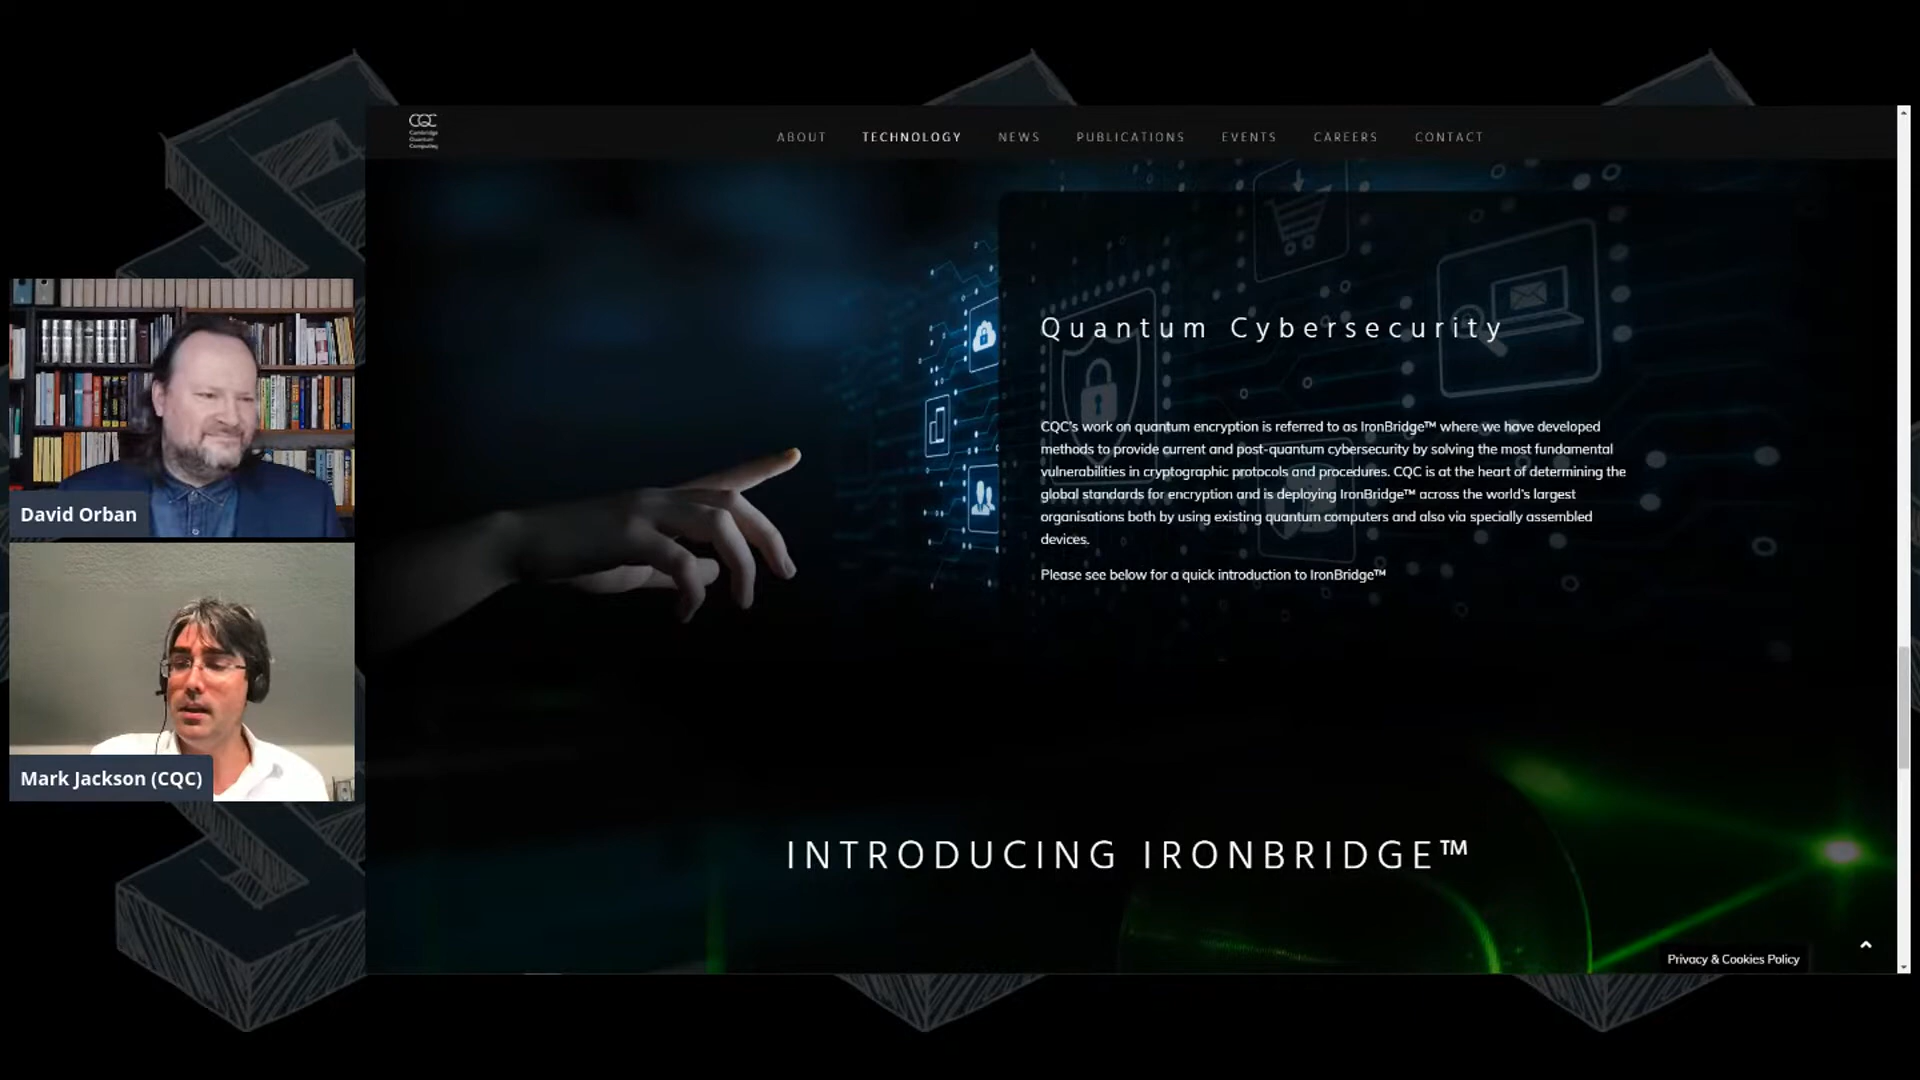 CQC
Cambridge
Quantum
Computing
ABOUT TECHNOLOGY NEWS PUBLICATIONS EVENTS CAREERS CONTACT
Quantum Cybersecurity
CQC's work on quantum encryption is referred to as IronBridge™ where we have developed
methods to provide current and post-quantum cybersecurity by solving the most fundamental
vulnerabilities in cryptographic protocols and procedures. CQC is at the heart of determining the
global standards for encryption and is deploying IronBridge™ across the world's largest
organisations both by using existing quantum computers and also via specially assembled
devices.
Please see below for a quick introduction to IronBridge™
David Orban
Mark Jackson (CQC)
INTRODUCING IRONBRIDGE™
Privacy & Cookies Policy